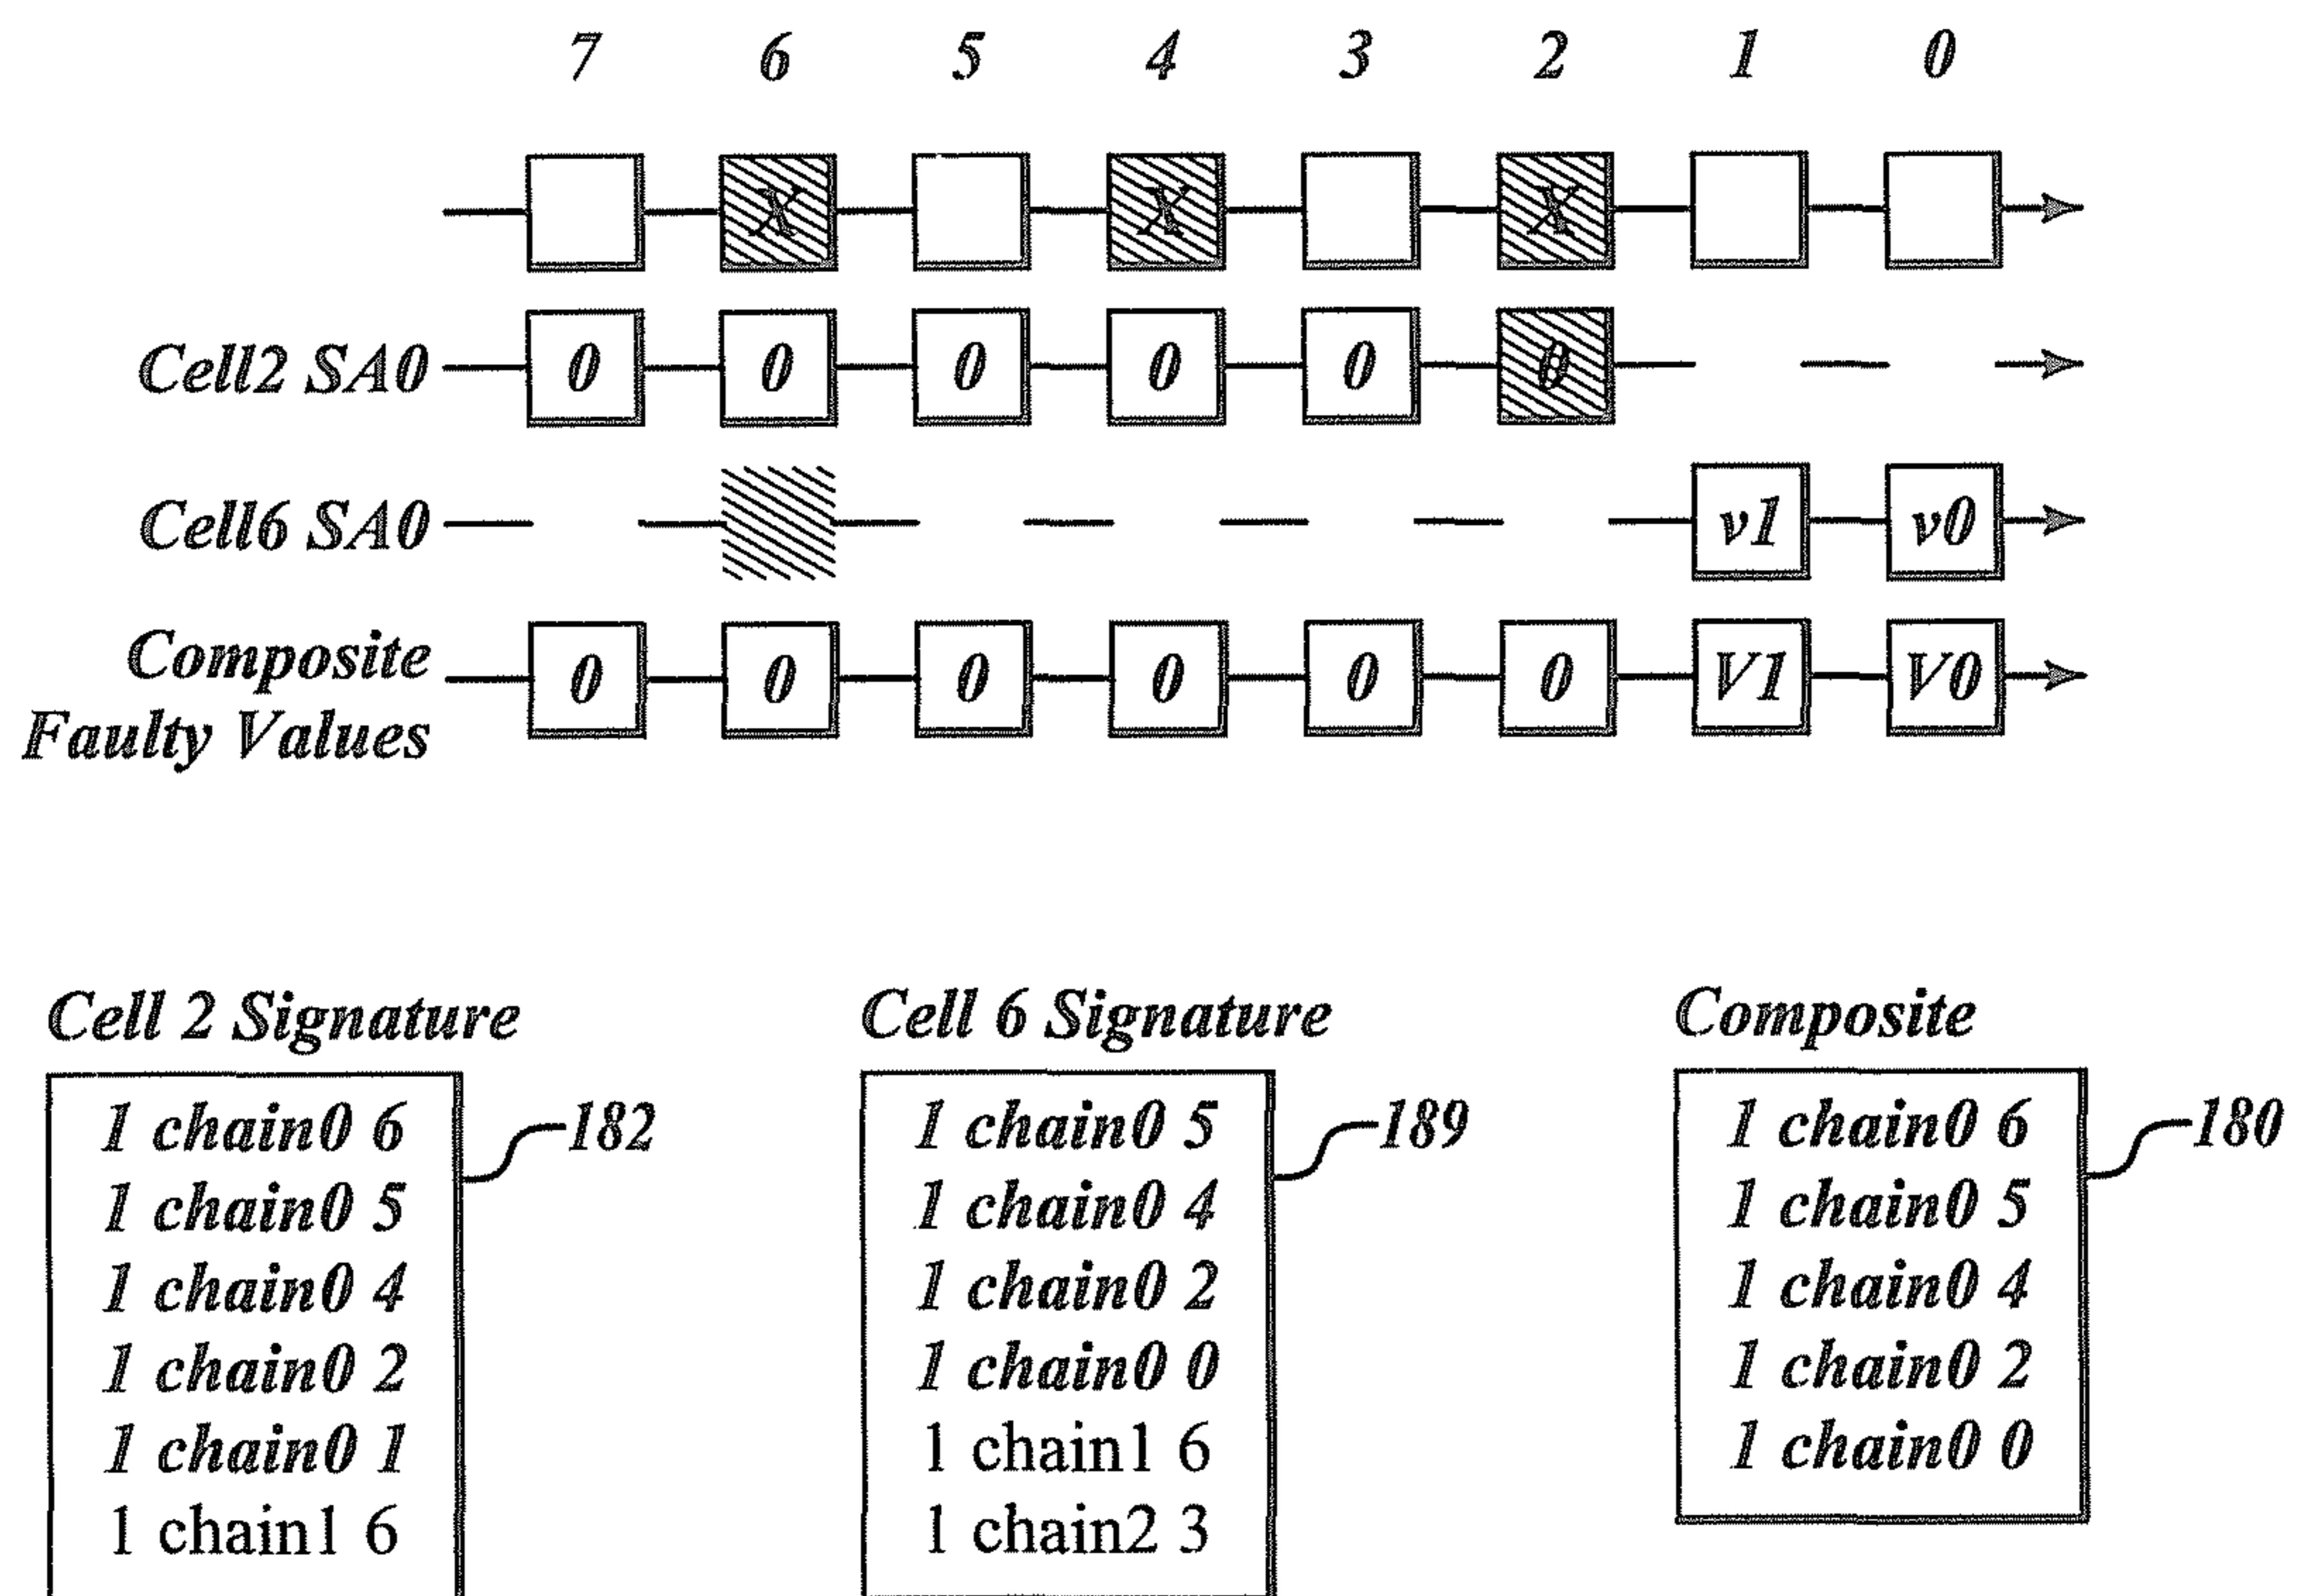 7 6 5 4 3 2 1 0
X X X
Cell2 SA0 0 0 0 0 0 0
Cell6 SA0 v1 v0
Composite
Faulty Values 0 0 0 0 0 0 V1 V0
Cell 2 Signature
1 chain0 6
1 chain0 5
1 chain0 4
1 chain0 2
1 chain0 1
1 chain1 6
182
Cell 6 Signature
1 chain0 5
1 chain0 4
1 chain0 2
1 chain0 0
1 chain1 6
1 chain2 3
189
Composite
1 chain0 6
1 chain0 5
1 chain0 4
1 chain0 2
1 chain0 0
180